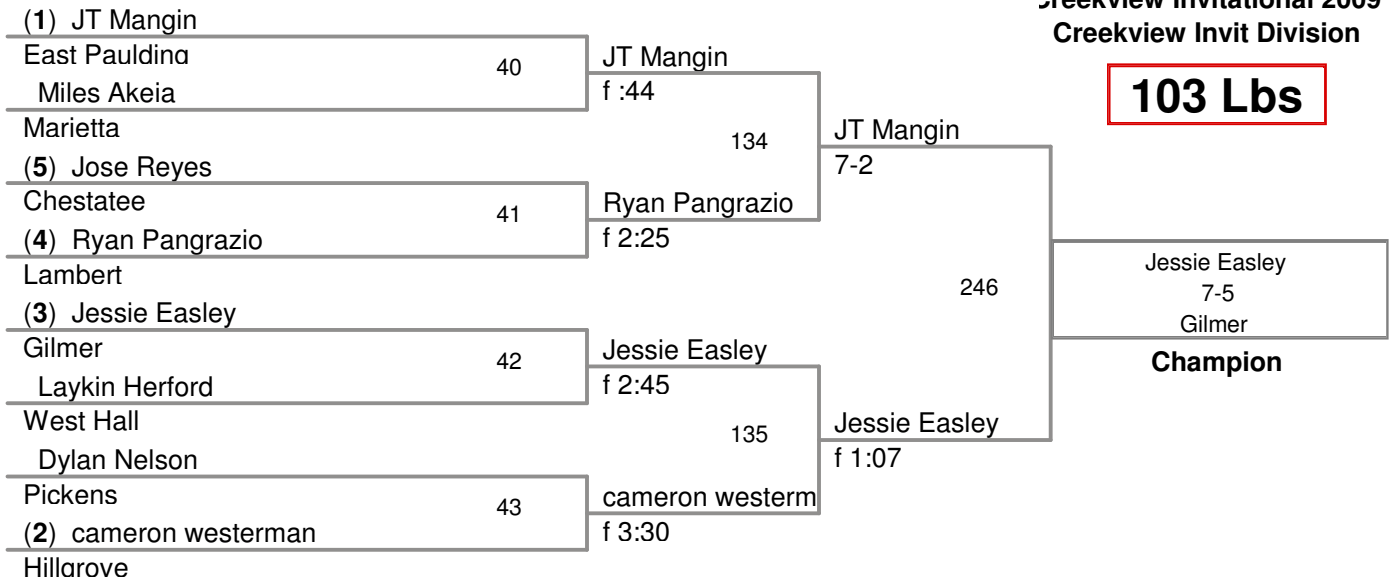 Creekview Invitational 2009
Creekview Invit Division
103 Lbs
(1) JT Mangin
East Paulding
Miles Akeia
Marietta
(5) Jose Reyes
Chestatee
(4) Ryan Pangrazio
Lambert
(3) Jessie Easley
Gilmer
Laykin Herford
West Hall
Dylan Nelson
Pickens
(2) cameron westerman
Hillgrove
40
41
42
43
JT Mangin
f :44
Ryan Pangrazio
f 2:25
Jessie Easley
f 2:45
cameron westerm
f 3:30
134
135
JT Mangin
7-2
Jessie Easley
f 1:07
246
Jessie Easley
7-5
Gilmer
Champion